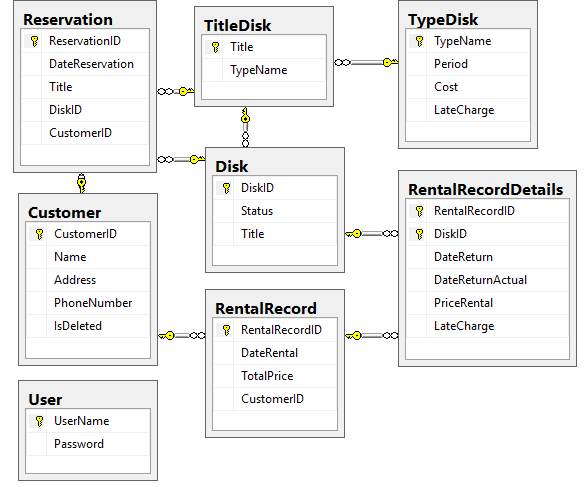 Reservation
ReservationID
DateReservation
Title
DiskID
CustomerID
TitleDisk
Title
TypeName
TypeDisk
TypeName
Period
Cost
LateCharge
Disk
DiskID
Status
Title
RentalRecordDetails
RentalRecordID
DiskID
DateReturn
DateReturnActual
PriceRental
LateCharge
Customer
CustomerID
Name
Address
PhoneNumber
IsDeleted
RentalRecord
RentalRecordID
DateRental
TotalPrice
CustomerID
User
UserName
Password